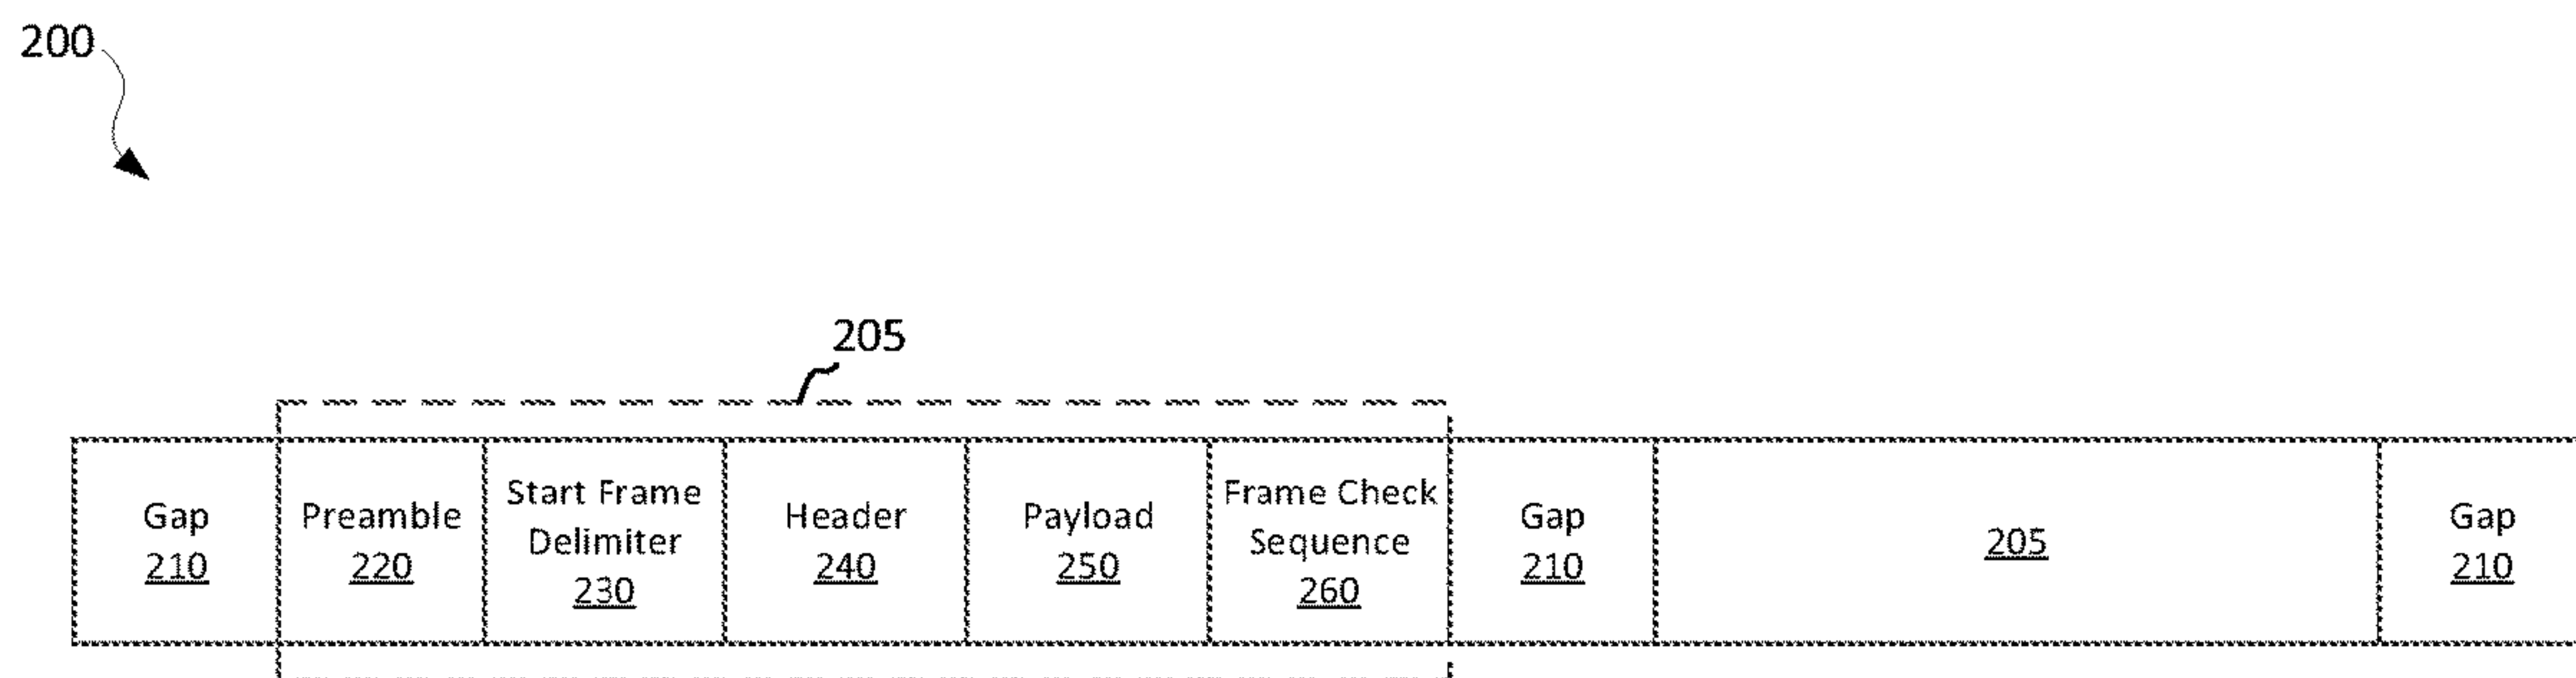 200
205
Gap
210
Preamble
220
Start Frame
Delimiter
230
Header
240
Payload
250
Frame Check
Sequence
260
Gap
210
205
Gap
210